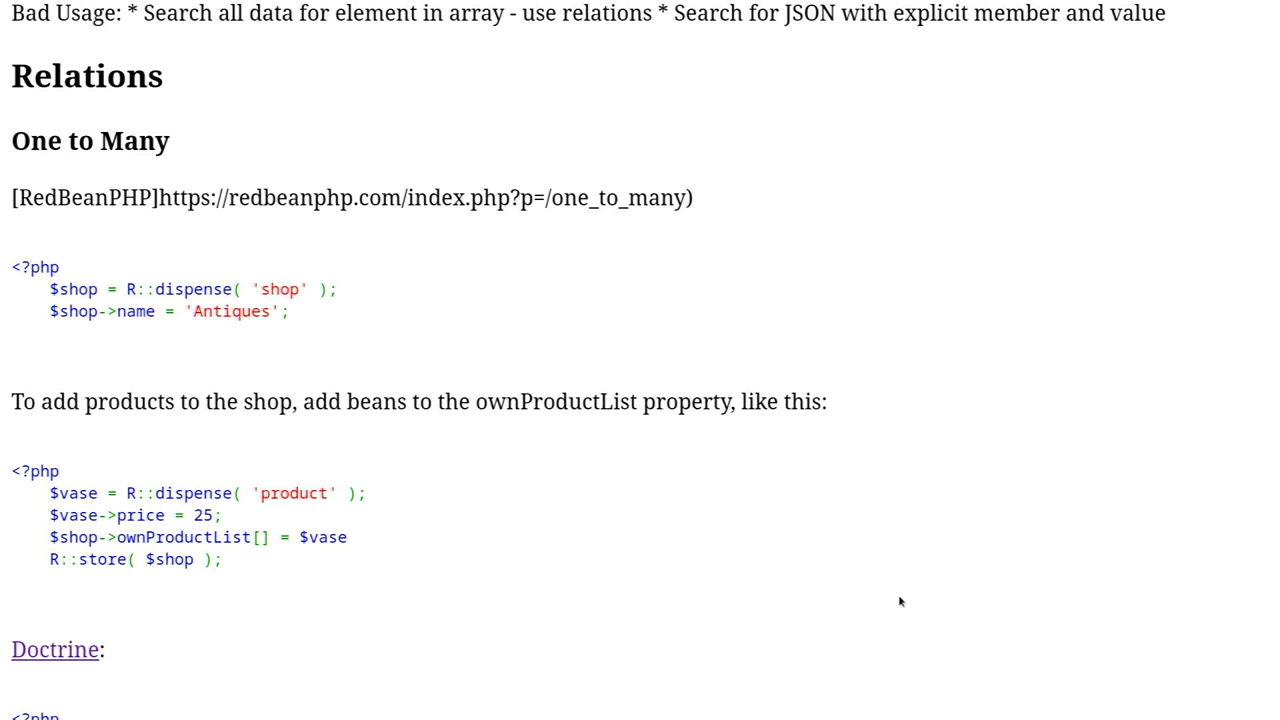 Bad Usage: * Search all data for element in array - use relations * Search for JSON with explicit member and value
Relations
One to Many
[RedBeanPHP]https://redbeanphp.com/index.php?p=/one_to_many)
<?php
$shop = R::dispense( 'shop' );
$shop->name = 'Antiques';
To add products to the shop, add beans to the ownProductList property, like this:
<?php
$vase = R::dispense( 'product' );
$vase->price = 25;
$shop->ownProductList[] = $vase
R::store( $shop );
Doctrine:
<?php